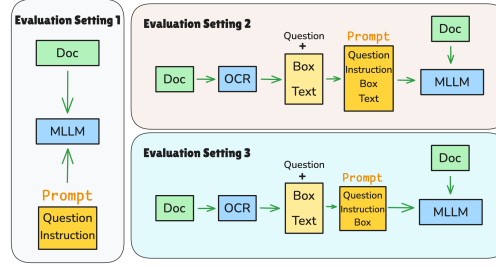 Evaluation Setting 1
Doc
MLLM
Prompt
Question
Instruction
Evaluation Setting 2
Doc
OCR
Question
+
Box
Text
Prompt
Question
Instruction
Box
Text
Doc
MLLM
Evaluation Setting 3
Doc
OCR
Question
+
Box
Text
Prompt
Question
Instruction
Box
Doc
MLLM